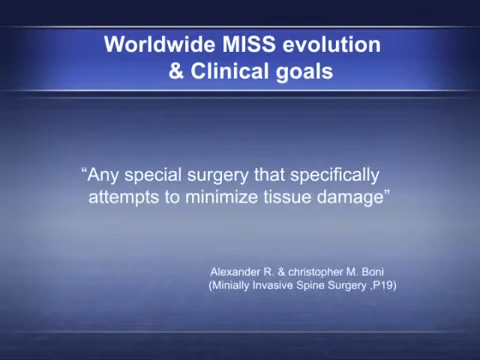 Worldwide MISS evolution
& Clinical goals
“Any special surgery that specifically
attempts to minimize tissue damage”
Alexander R. & christopher M. Boni
(Minially Invasive Spine Surgery ,P19)